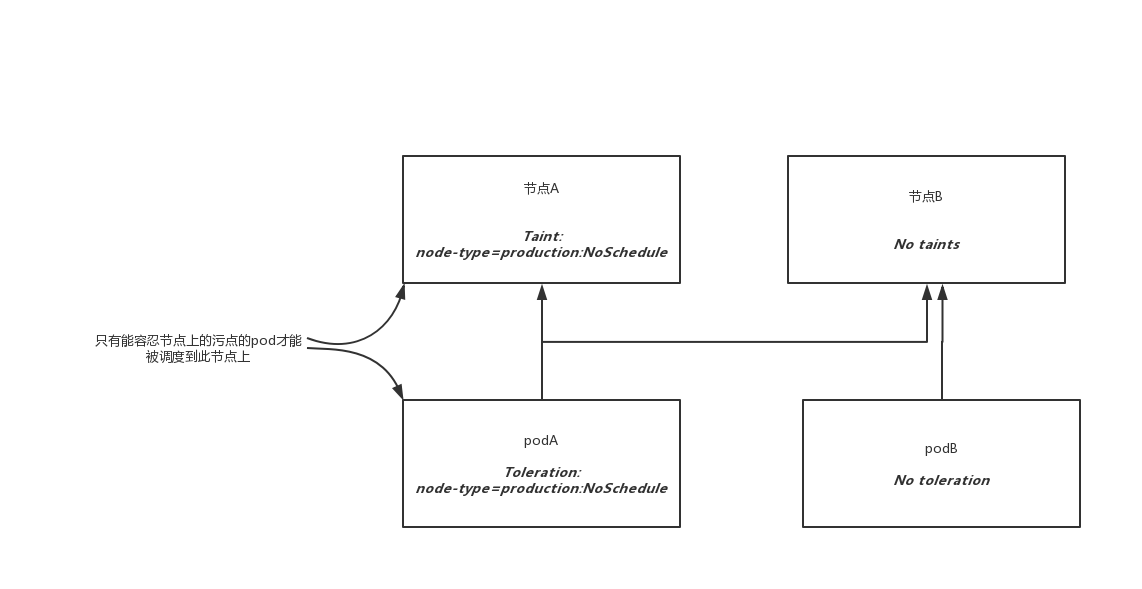 节点A
Taint:
node-type=production:NoSchedule
节点B
No taints
只有能容忍节点上的污点的pod才能
被调度到此节点上
podA
Toleration:
node-type=production:NoSchedule
podB
No toleration